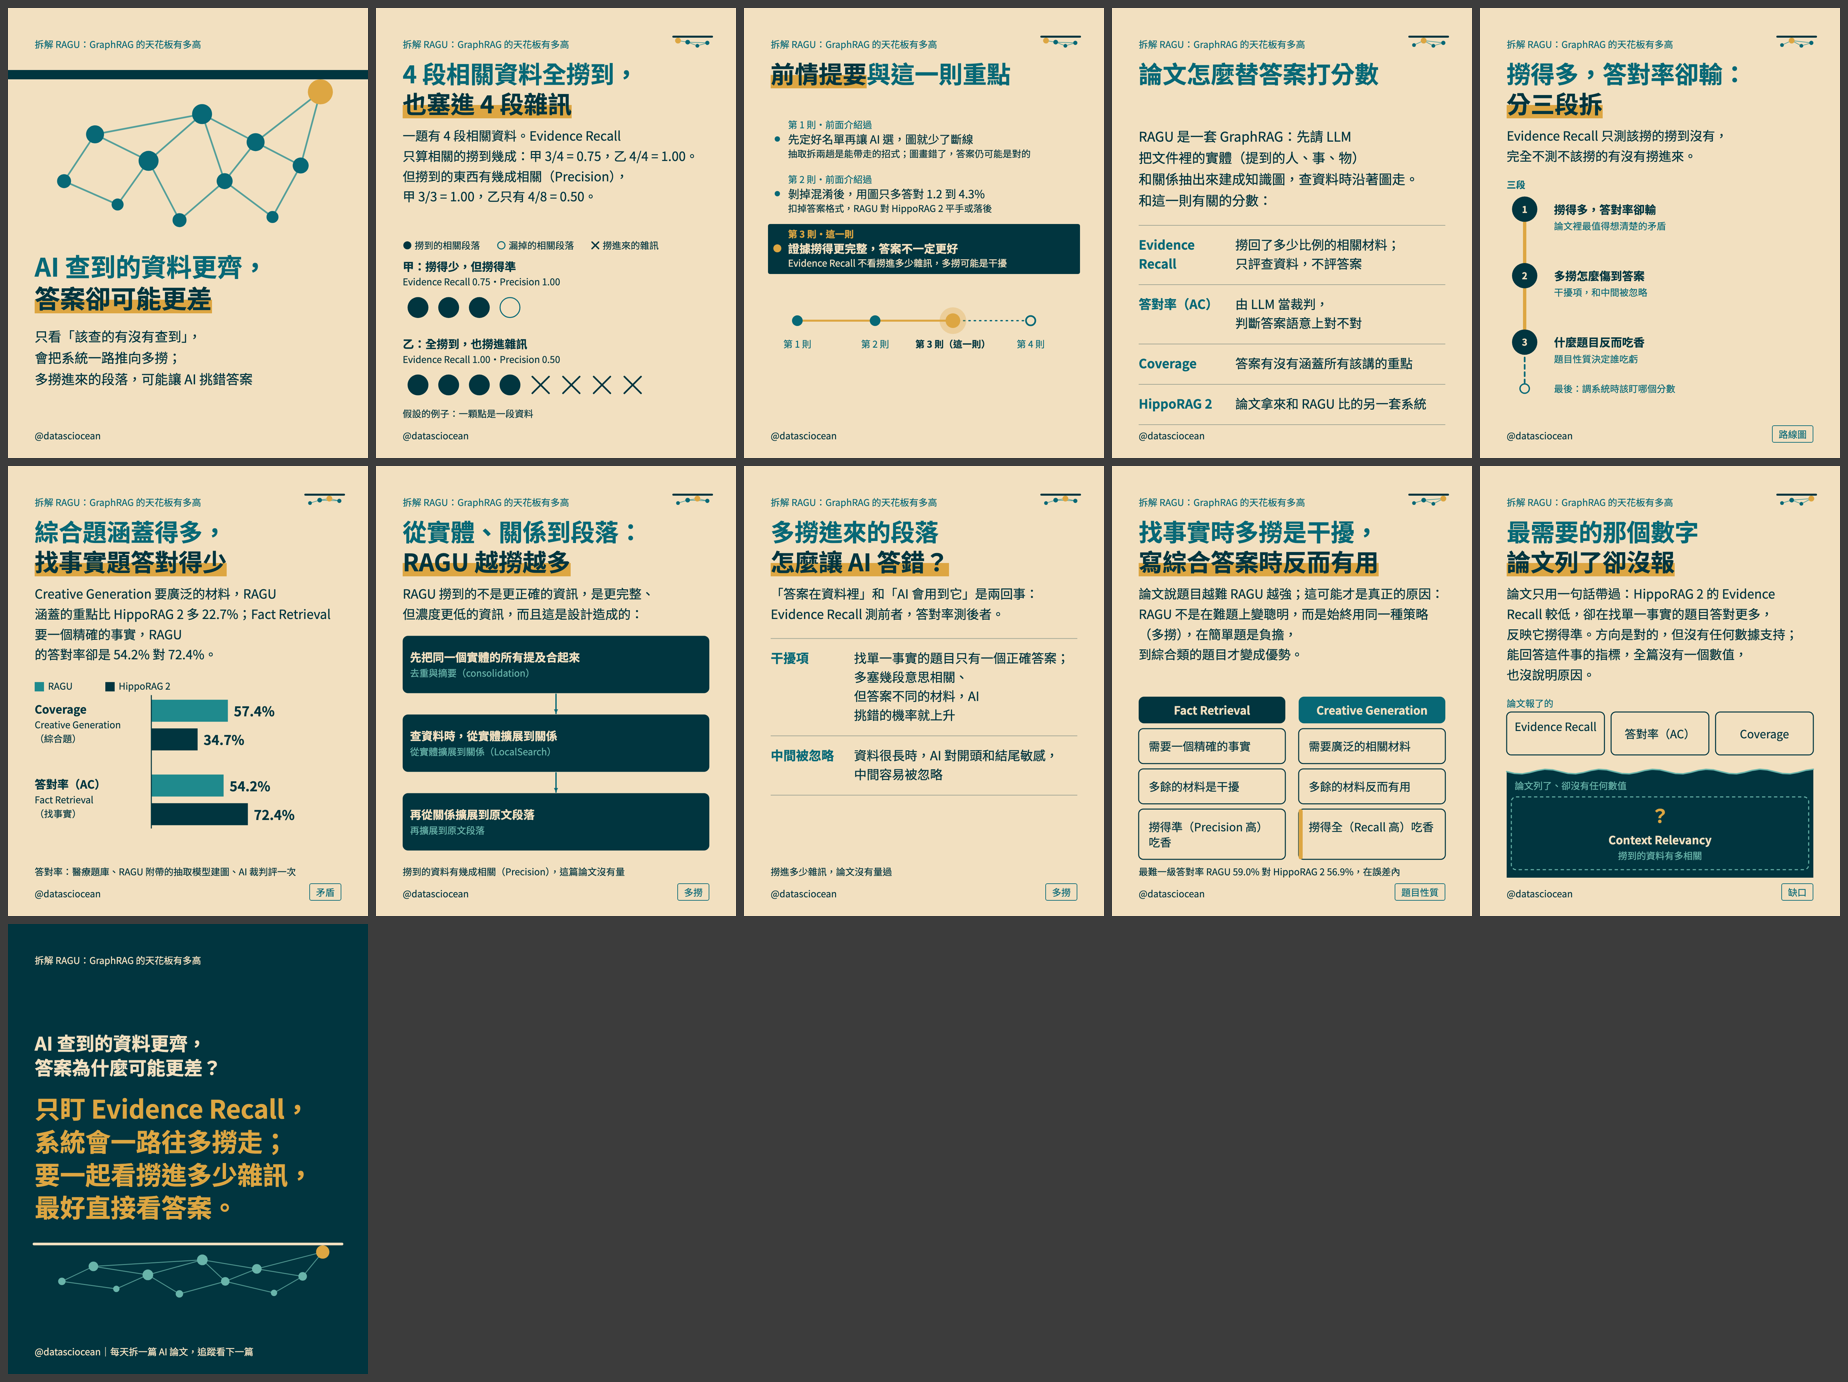 拆解 RAGU：GraphRAG 的天花板有多高
AI 查到的資料更齊，
答案卻可能更差
只看「該查的有沒有查到」，
會把系統一路推向多撈；
多撈進來的段落，可能讓 AI 挑錯答案
@datasciocean
拆解 RAGU：GraphRAG 的天花板有多高
4 段相關資料全撈到，
也塞進 4 段雜訊
一題有 4 段相關資料。Evidence Recall
只算相關的撈到幾成：甲 3/4 = 0.75，乙 4/4 = 1.00。
但撈到的東西有幾成相關（Precision），
甲 3/3 = 1.00，乙只有 4/8 = 0.50。
撈到的相關段落 漏掉的相關段落 撈進來的雜訊
甲：撈得少，但撈得準
Evidence Recall 0.75・Precision 1.00
乙：全撈到，也撈進雜訊
Evidence Recall 1.00・Precision 0.50
假設的例子：一顆點是一段資料
@datasciocean
拆解 RAGU：GraphRAG 的天花板有多高
前情提要與這一則重點
第 1 則・前面介紹過
先定好名單再讓 AI 選，圖就少了斷線
抽取拆兩趟是能帶走的招式；圖畫錯了，答案仍可能是對的
第 2 則・前面介紹過
剝掉混淆後，用圖只多答對 1.2 到 4.3%
扣掉答案格式，RAGU 對 HippoRAG 2 平手或落後
第 3 則・這一則
證據撈得更完整，答案不一定更好
Evidence Recall 不看撈進多少雜訊，多撈可能是干擾
第 1 則 第 2 則 第 3 則（這一則） 第 4 則
@datasciocean
拆解 RAGU：GraphRAG 的天花板有多高
論文怎麼替答案打分數
RAGU 是一套 GraphRAG：先請 LLM
把文件裡的實體（提到的人、事、物）
和關係抽出來建成知識圖，查資料時沿著圖走。
和這一則有關的分數：
Evidence Recall
撈回了多少比例的相關材料；
只評查資料，不評答案
答對率（AC）
由 LLM 當裁判，
判斷答案語意上對不對
Coverage 答案有沒有涵蓋所有該講的重點
HippoRAG 2 論文拿來和 RAGU 比的另一套系統
@datasciocean
拆解 RAGU：GraphRAG 的天花板有多高
撈得多，答對率卻輸：
分三段拆
Evidence Recall 只測該撈的撈到沒有，
完全不測不該撈的有沒有撈進來。
三段
1 撈得多，答對率卻輸
論文裡最值得想清楚的矛盾
2 多撈怎麼傷到答案
干擾項，和中間被忽略
3 什麼題目反而吃香
題目性質決定誰吃虧
最後：調系統時該盯哪個分數
@datasciocean
路線圖
拆解 RAGU：GraphRAG 的天花板有多高
綜合題涵蓋得多，
找事實題答對得少
Creative Generation 要廣泛的材料，RAGU
涵蓋的重點比 HippoRAG 2 多 22.7%；Fact Retrieval
要一個精確的事實，RAGU
的答對率卻是 54.2% 對 72.4%。
RAGU HippoRAG 2
Coverage
Creative Generation
（綜合題）
57.4%
34.7%
答對率（AC）
Fact Retrieval
（找事實）
54.2%
72.4%
答對率：醫療題庫、RAGU 附帶的抽取模型建圖、AI 裁判評一次
@datasciocean
矛盾
拆解 RAGU：GraphRAG 的天花板有多高
從實體、關係到段落：
RAGU 越撈越多
RAGU 撈到的不是更正確的資訊，是更完整、
但濃度更低的資訊，而且這是設計造成的：
先把同一個實體的所有提及合起來
去重與摘要（consolidation）
查資料時，從實體擴展到關係
從實體擴展到關係（LocalSearch）
再從關係擴展到原文段落
再擴展到原文段落
撈到的資料有幾成相關（Precision），這篇論文沒有量
@datasciocean
多撈
拆解 RAGU：GraphRAG 的天花板有多高
多撈進來的段落
怎麼讓 AI 答錯？
「答案在資料裡」和「AI 會用到它」是兩回事：
Evidence Recall 測前者，答對率測後者。
干擾項
找單一事實的題目只有一個正確答案；
多塞幾段意思相關、
但答案不同的材料，AI
挑錯的機率就上升
中間被忽略
資料很長時，AI 對開頭和結尾敏感，
中間容易被忽略
撈進多少雜訊，論文沒有量過
@datasciocean
多撈
拆解 RAGU：GraphRAG 的天花板有多高
找事實時多撈是干擾，
寫綜合答案時反而有用
論文說題目越難 RAGU 越強；這可能才是真正的原因：
RAGU 不是在難題上變聰明，而是始終用同一種策略
（多撈），在簡單題是負擔，
到綜合類的題目才變成優勢。
Fact Retrieval Creative Generation
需要一個精確的事實 需要廣泛的相關材料
多餘的材料是干擾 多餘的材料反而有用
撈得準（Precision 高）吃香
撈得全（Recall 高）吃香
最難一級答對率 RAGU 59.0% 對 HippoRAG 2 56.9%，在誤差內
@datasciocean
題目性質
拆解 RAGU：GraphRAG 的天花板有多高
最需要的那個數字
論文列了卻沒報
論文只用一句話帶過：HippoRAG 2 的 Evidence
Recall 較低，卻在找單一事實的題目答對更多，
反映它撈得準。方向是對的，但沒有任何數據支持；
能回答這件事的指標，全篇沒有一個數值，
也沒說明原因。
論文報了的
Evidence Recall 答對率（AC） Coverage
論文列了、卻沒有任何數值
?
Context Relevancy
撈到的資料有多相關
@datasciocean
缺口
拆解 RAGU：GraphRAG 的天花板有多高
AI 查到的資料更齊，
答案為什麼可能更差？
只盯 Evidence Recall，
系統會一路往多撈走；
要一起看撈進多少雜訊，
最好直接看答案。
@datasciocean｜每天拆一篇 AI 論文，追蹤看下一篇